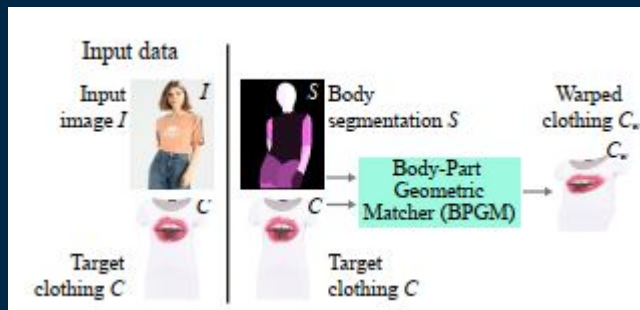 Input data
Input
image I
I
S
Body
segmentation S
Warped
clothing Cw
Cw
Body-Part
Geometric
Matcher (BPGM)
C
C
Target
clothing C
Target
clothing C